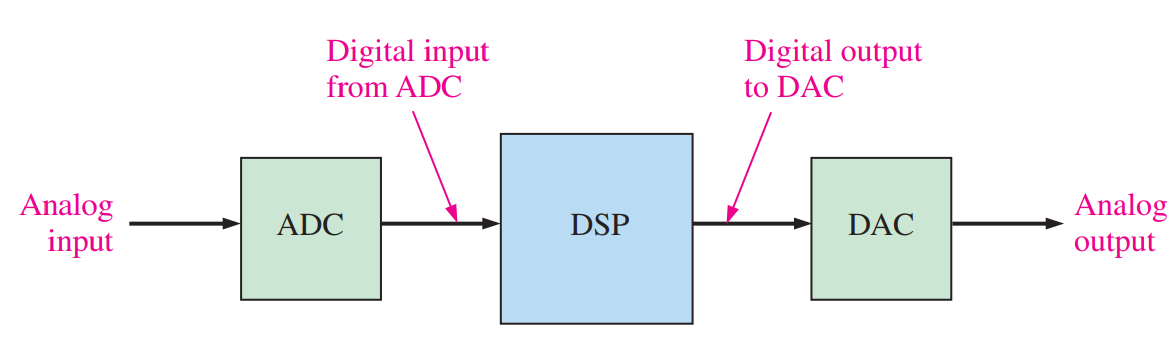 Digital input
from ADC
Digital output
to DAC
Analog
input
ADC
DSP
DAC
Analog
output